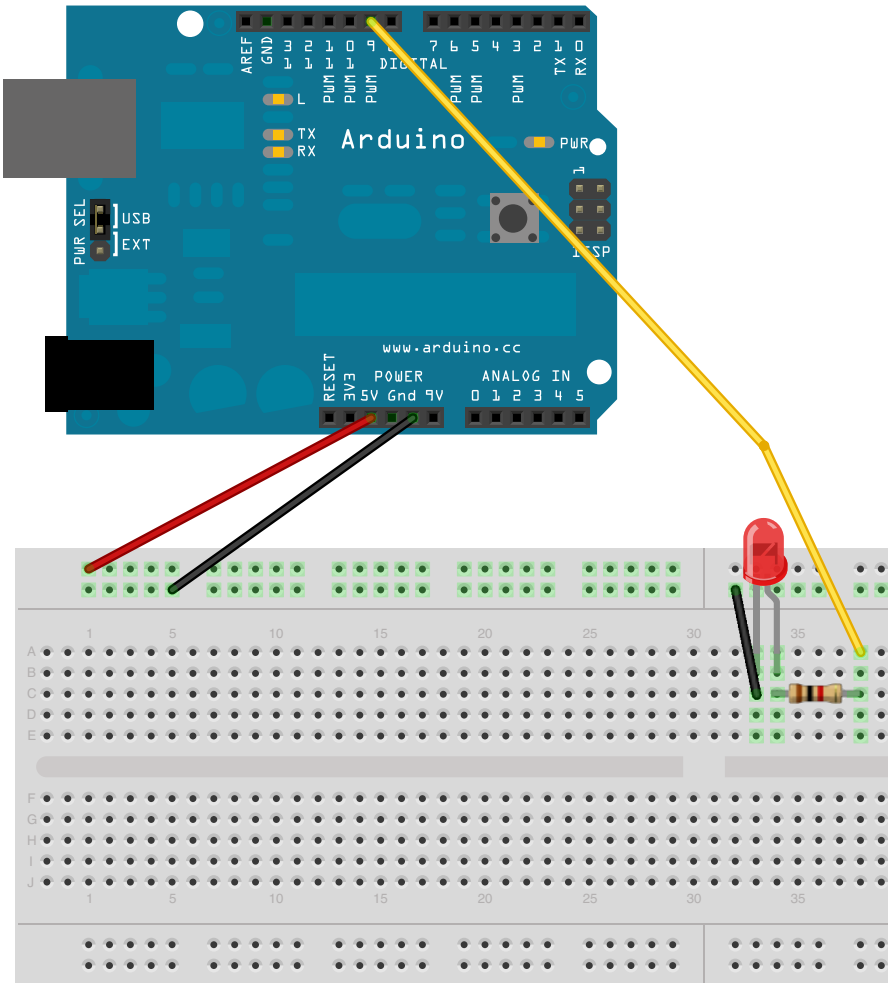 AREF GND 13 12 11 10 9 8 7 6 5 4 3 2 1 0
DIGITAL
PWM PWM PWM PWM PWM PWM TX RX
L
TX
RX
Arduino
PWR
1
ICSP
PWR SEL
USB
EXT
www.arduino.cc
POWER ANALOG IN
RESET 3V3 5V Gnd 9V 0 1 2 3 4 5
1 5 10 15 20 25 30 35
A
B
C
D
E
F
G
H
I
J
1 5 10 15 20 25 30 35